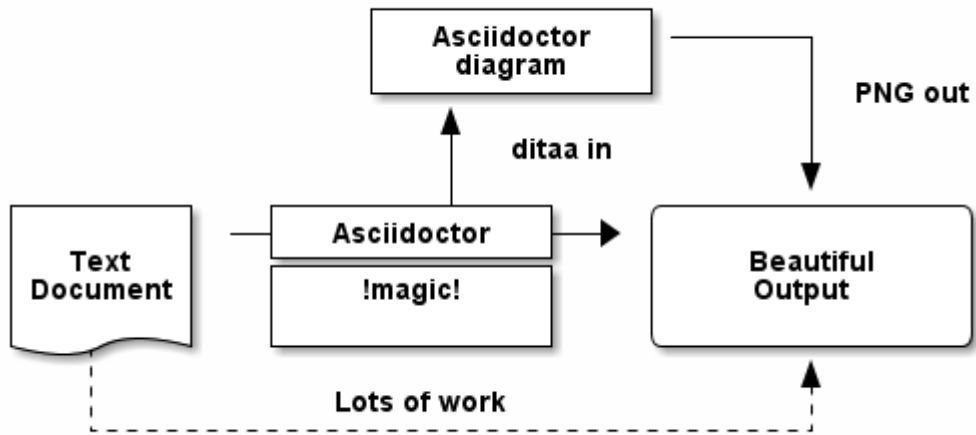 Asciidoctor
diagram
PNG out
ditaa in
Asciidoctor
Text
Document
!magic!
Beautiful
Output
Lots of work